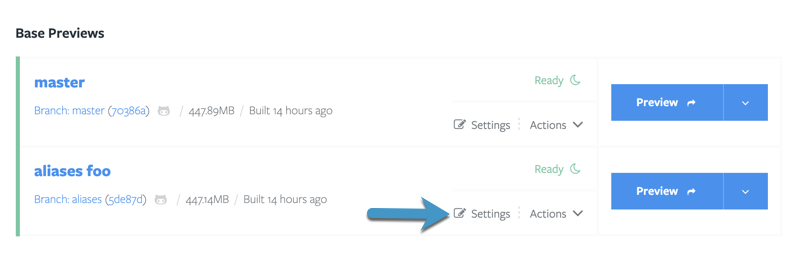 Base Previews
master
Ready
Branch: master (70386a) / 447.89MB / Built 14 hours ago
Preview
Settings
Actions
aliases foo
Ready
Branch: aliases (5de87d) / 447.14MB / Built 14 hours ago
Preview
Settings
Actions